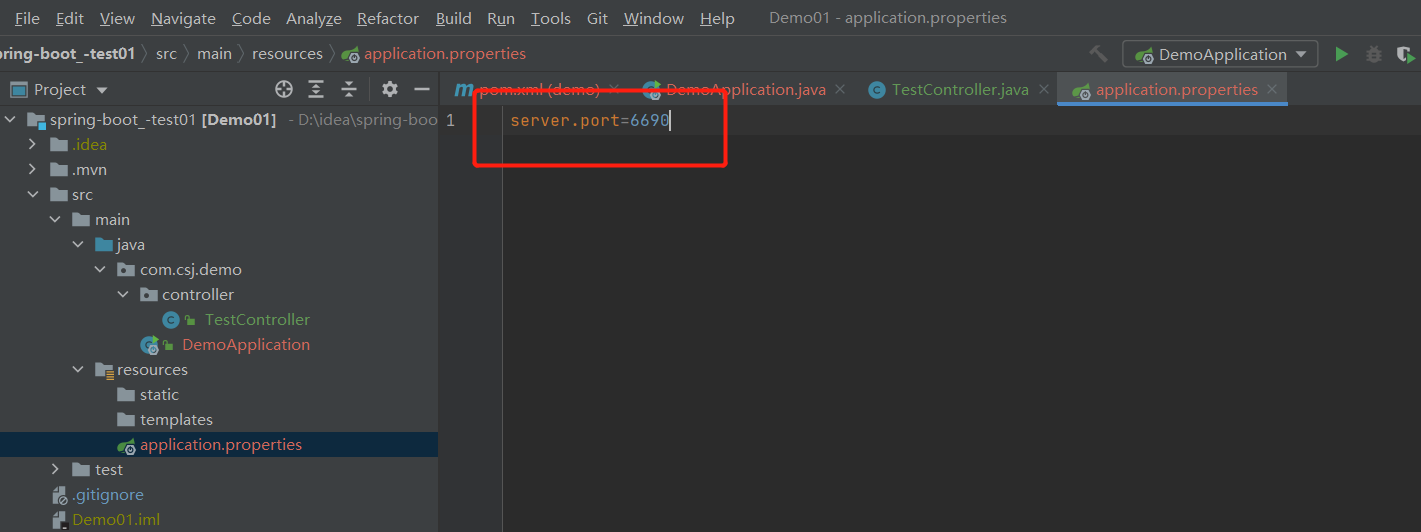 File Edit View Navigate Code Analyze Refactor Build Run Tools Git Window Help Demo01 - application.properties
pring-boot_-test01 〉 src 〉 main 〉 resources 〉 application.properties DemoApplication
Project
pom.xml (demo) DemoApplication.java TestController.java application.properties
spring-boot_-test01 [Demo01] - D:\idea\spring-boo
1 server.port=6690
.idea
.mvn
src
main
java
com.csj.demo
controller
TestController
DemoApplication
resources
static
templates
application.properties
test
.gitignore
Demo01.iml